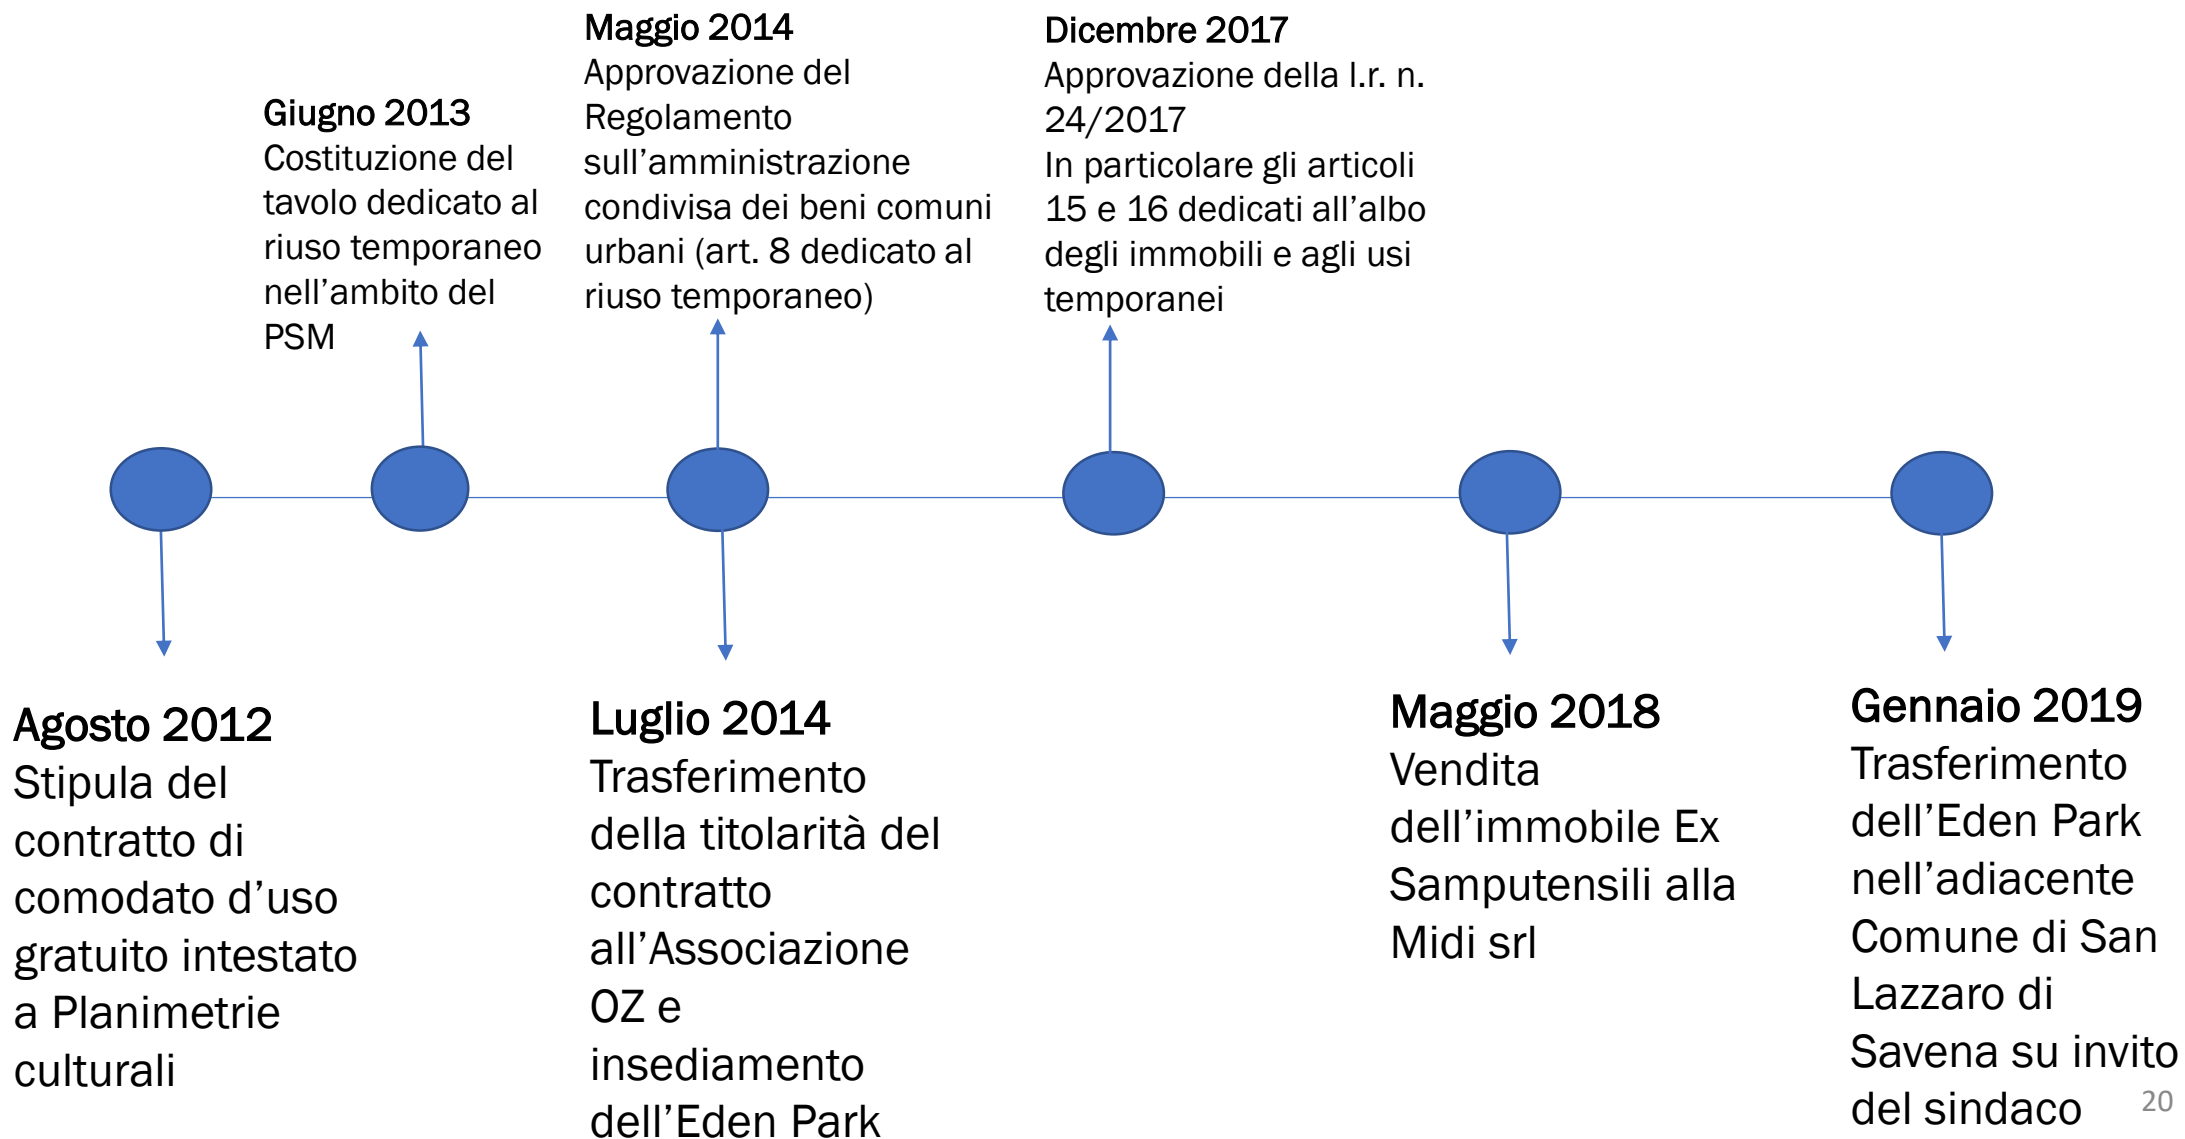 Giugno 2013
Costituzione del
tavolo dedicato al
riuso temporaneo
nell’ambito del
PSM
Maggio 2014
Approvazione del
Regolamento
sull’amministrazione
condivisa dei beni comuni
urbani (art. 8 dedicato al
riuso temporaneo)
Dicembre 2017
Approvazione della l.r. n.
24/2017
In particolare gli articoli
15 e 16 dedicati all’albo
degli immobili e agli usi
temporanei
Agosto 2012
Stipula del
contratto di
comodato d’uso
gratuito intestato
a Planimetrie
culturali
Luglio 2014
Trasferimento
della titolarità del
contratto
all’Associazione
OZ e
insediamento
dell’Eden Park
Maggio 2018
Vendita
dell’immobile Ex
Samputensili alla
Midi srl
Gennaio 2019
Trasferimento
dell’Eden Park
nell’adiacente
Comune di San
Lazzaro di
Savena su invito
del sindaco
20